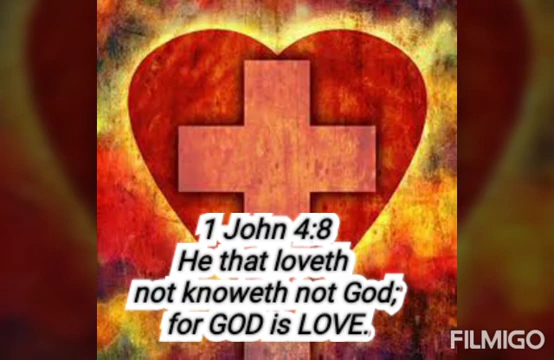 1 John 4:8
He that loveth
not knoweth not God;
for GOD is LOVE.
FILMIGO